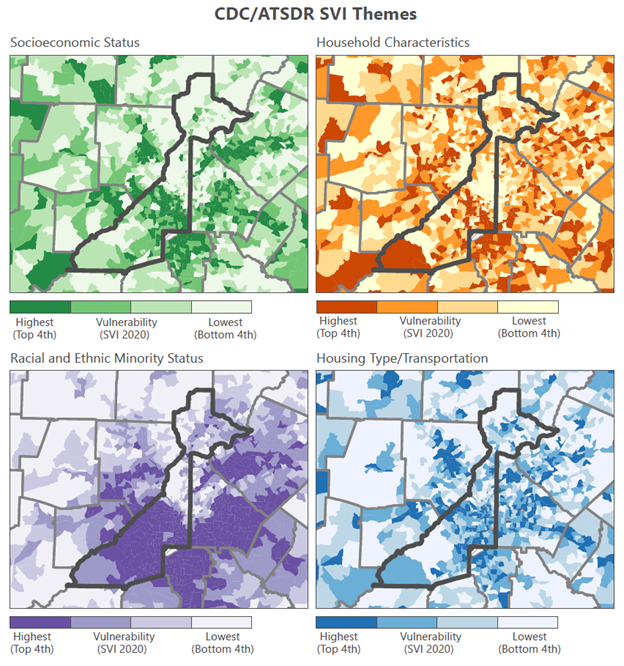 CDC/ATSDR SVI Themes
Socioeconomic Status
Household Characteristics
Highest (Top 4th)
Vulnerability (SVI 2020)
Lowest (Bottom 4th)
Highest (Top 4th)
Vulnerability (SVI 2020)
Lowest (Bottom 4th)
Racial and Ethnic Minority Status
Housing Type/Transportation
Highest (Top 4th)
Vulnerability (SVI 2020)
Lowest (Bottom 4th)
Highest (Top 4th)
Vulnerability (SVI 2020)
Lowest (Bottom 4th)